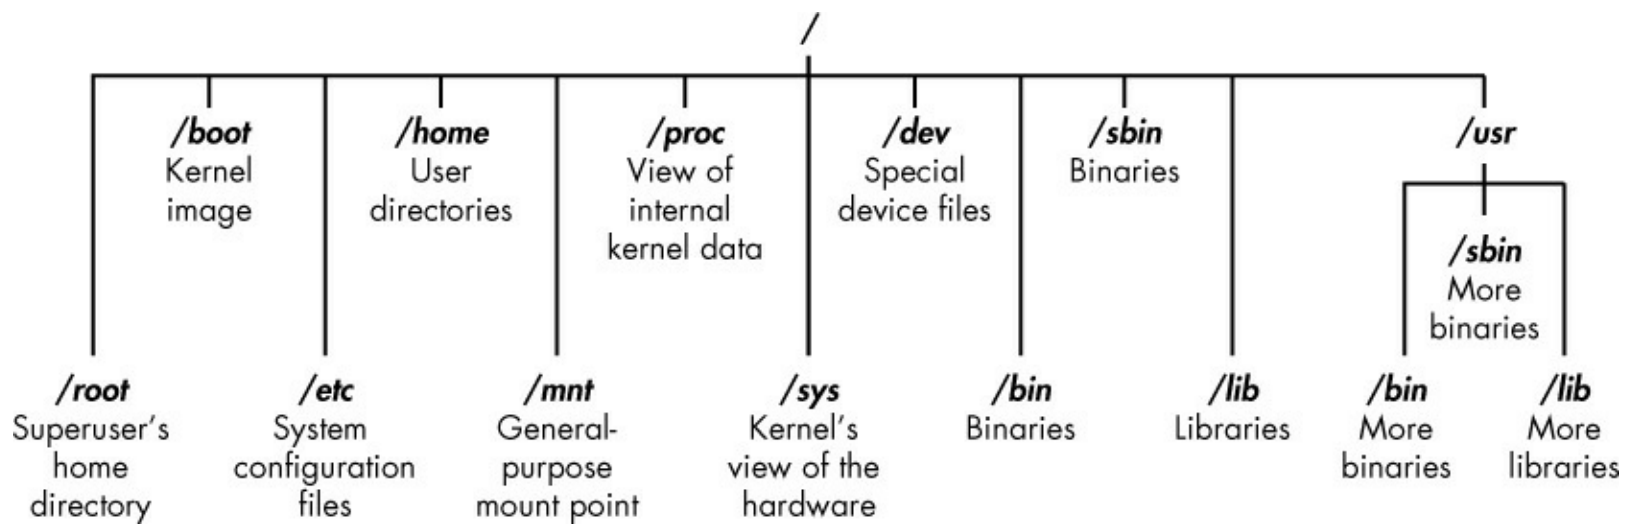 /
/boot
Kernel
image
/home
User
directories
/proc
View of
internal
kernel data
/dev
Special
device files
/sbin
Binaries
/usr
/sbin
More
binaries
/root
Superuser's
home
directory
/etc
System
configuration
files
/mnt
General-
purpose
mount point
/sys
Kernel's
view of the
hardware
/bin
Binaries
/lib
Libraries
/bin
More
binaries
/lib
More
libraries